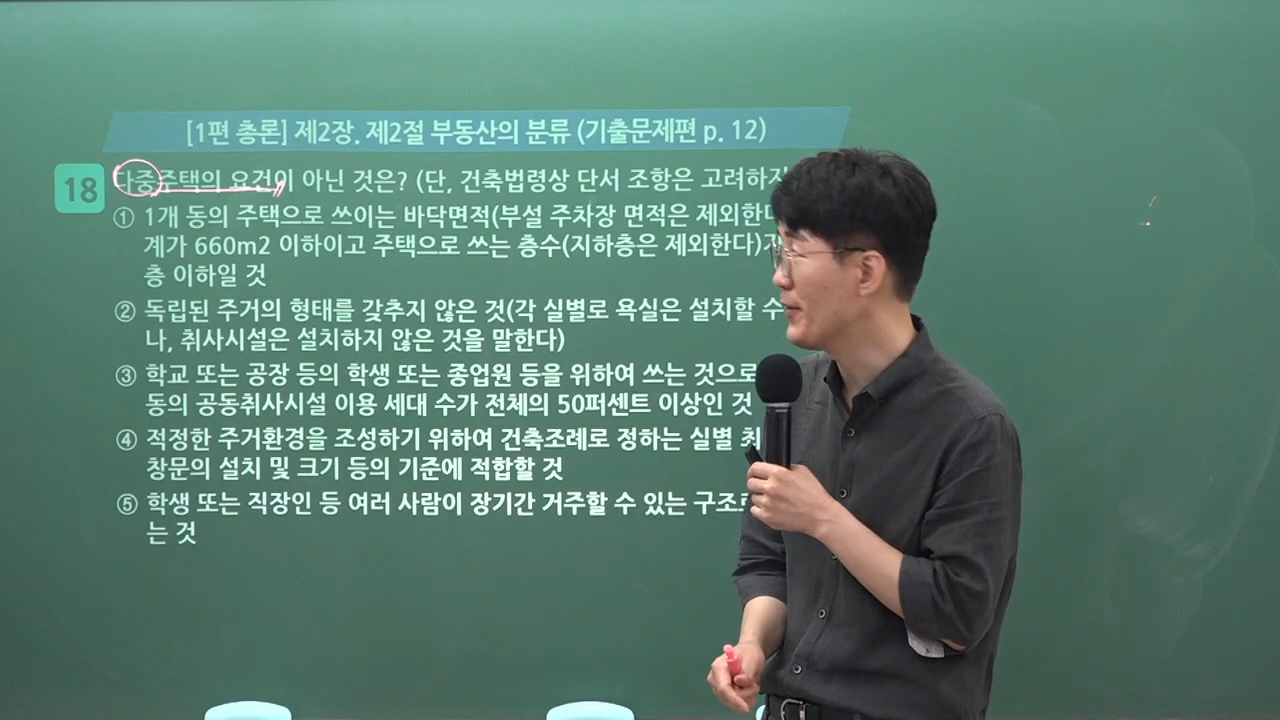 [1편 총론] 제2장. 제2절 부동산의 분류 (기출문제편 p. 12)
18 다중주택의 요건이 아닌 것은? (단, 건축법령상 단서 조항은 고려하지
① 1개 동의 주택으로 쓰이는 바닥면적(부설 주차장 면적은 제외한다
계가 660m2 이하이고 주택으로 쓰는 층수(지하층은 제외한다)
층 이하일 것
② 독립된 주거의 형태를 갖추지 않은 것(각 실별로 욕실은 설치할 수
나, 취사시설은 설치하지 않은 것을 말한다)
③ 학교 또는 공장 등의 학생 또는 종업원 등을 위하여 쓰는 것으로
동의 공동취사시설 이용 세대 수가 전체의 50퍼센트 이상인 것
④ 적정한 주거환경을 조성하기 위하여 건축조례로 정하는 실별 최
창문의 설치 및 크기 등의 기준에 적합할 것
⑤ 학생 또는 직장인 등 여러 사람이 장기간 거주할 수 있는 구조로
는 것